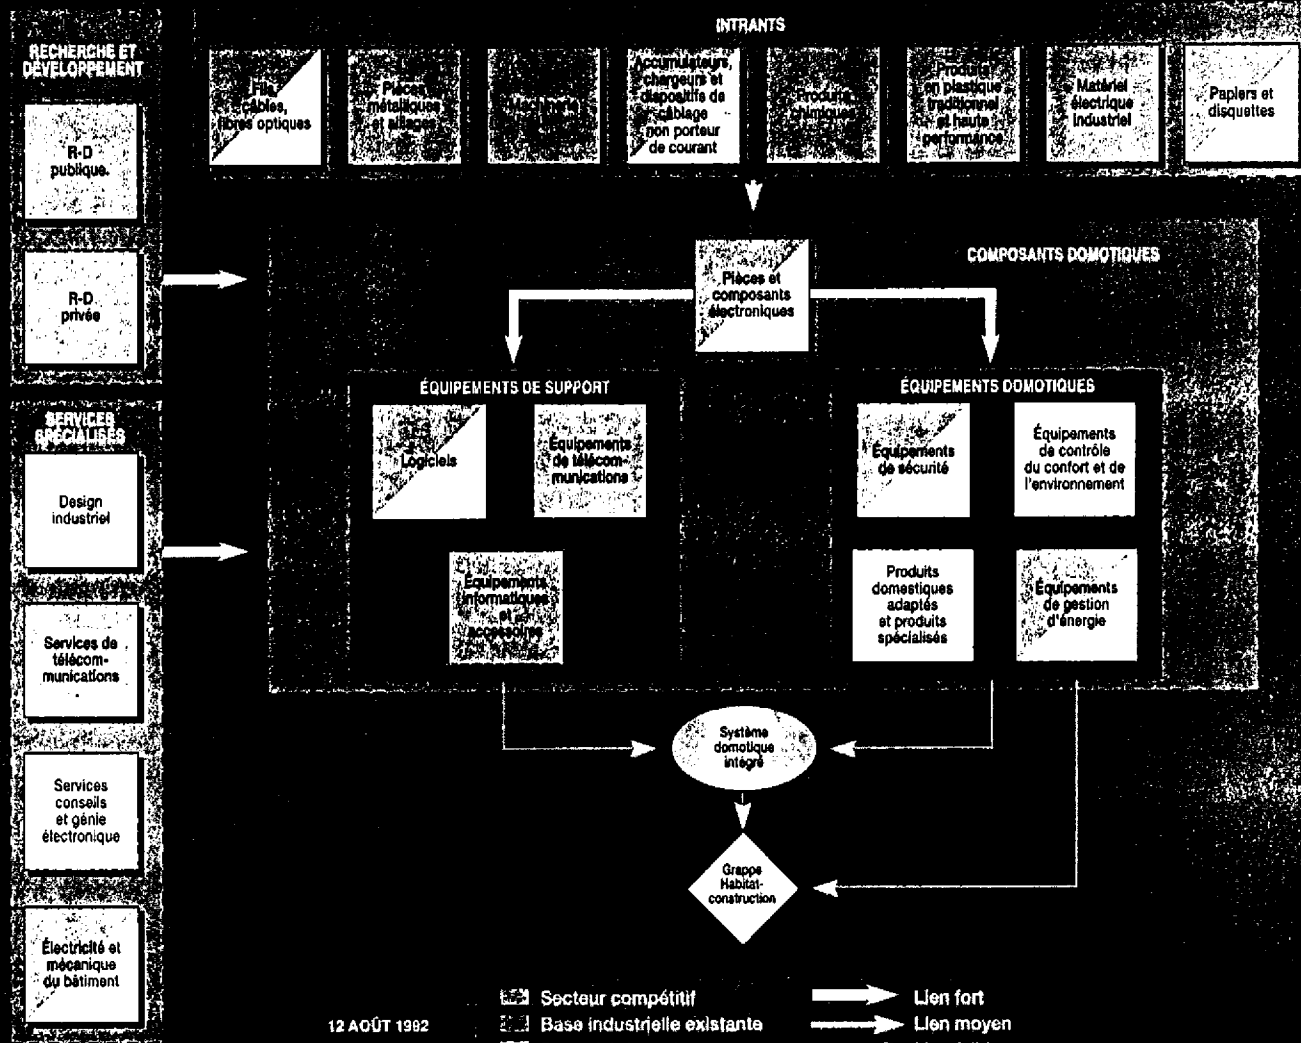 INTRANTS
RECHERCHE ET
DÉVELOPPEMENT
Fils,
câbles,
fibres optiques
Pièces
métalliques
et alliages
Machinerie
Accumulateurs,
chargeurs et
dispositifs de
câblage
non porteur
de courant
Produits
chimiques
Produits
en plastique
traditionnel
et haute
performance
Matériel
électrique
industriel
Papiers et
disquettes
R-D
publique
R-D
privée
COMPOSANTS DOMOTIQUES
Pièces et
composants
électroniques
ÉQUIPEMENTS DE SUPPORT
Logiciels
Équipements
de télécom-
munications
Équipements
informatiques
et
accessoires
ÉQUIPEMENTS DOMOTIQUES
Équipements
de sécurité
Équipements
de contrôle
du confort et de
l'environnement
Produits
domestiques
adaptés
et produits
spécialisés
Équipements
de gestion
d'énergie
SERVICES
SPÉCIALISÉS
Design
industriel
Services de
télécom-
munications
Services
conseils
et génie
électronique
Électricité et
mécanique
du bâtiment
Système
domotique
intégré
Grappe
Habitat-
construction
12 AOÛT 1992
Secteur compétitif
Base industrielle existante
Lien fort
Lien moyen